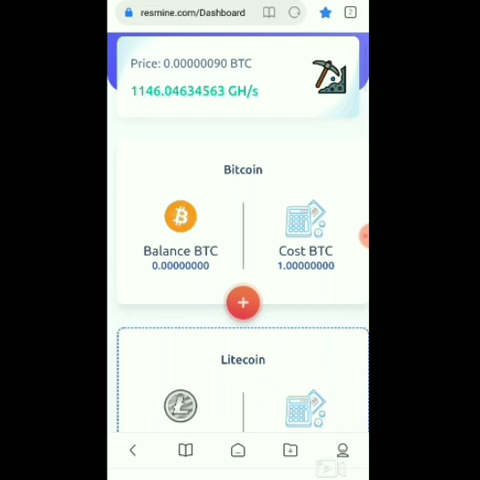 resmine.com/Dashboard
2
Price: 0.00000090 BTC
1146.04634563 GH/s
Bitcoin
Balance BTC
0.00000000
Cost BTC
1.00000000
Litecoin